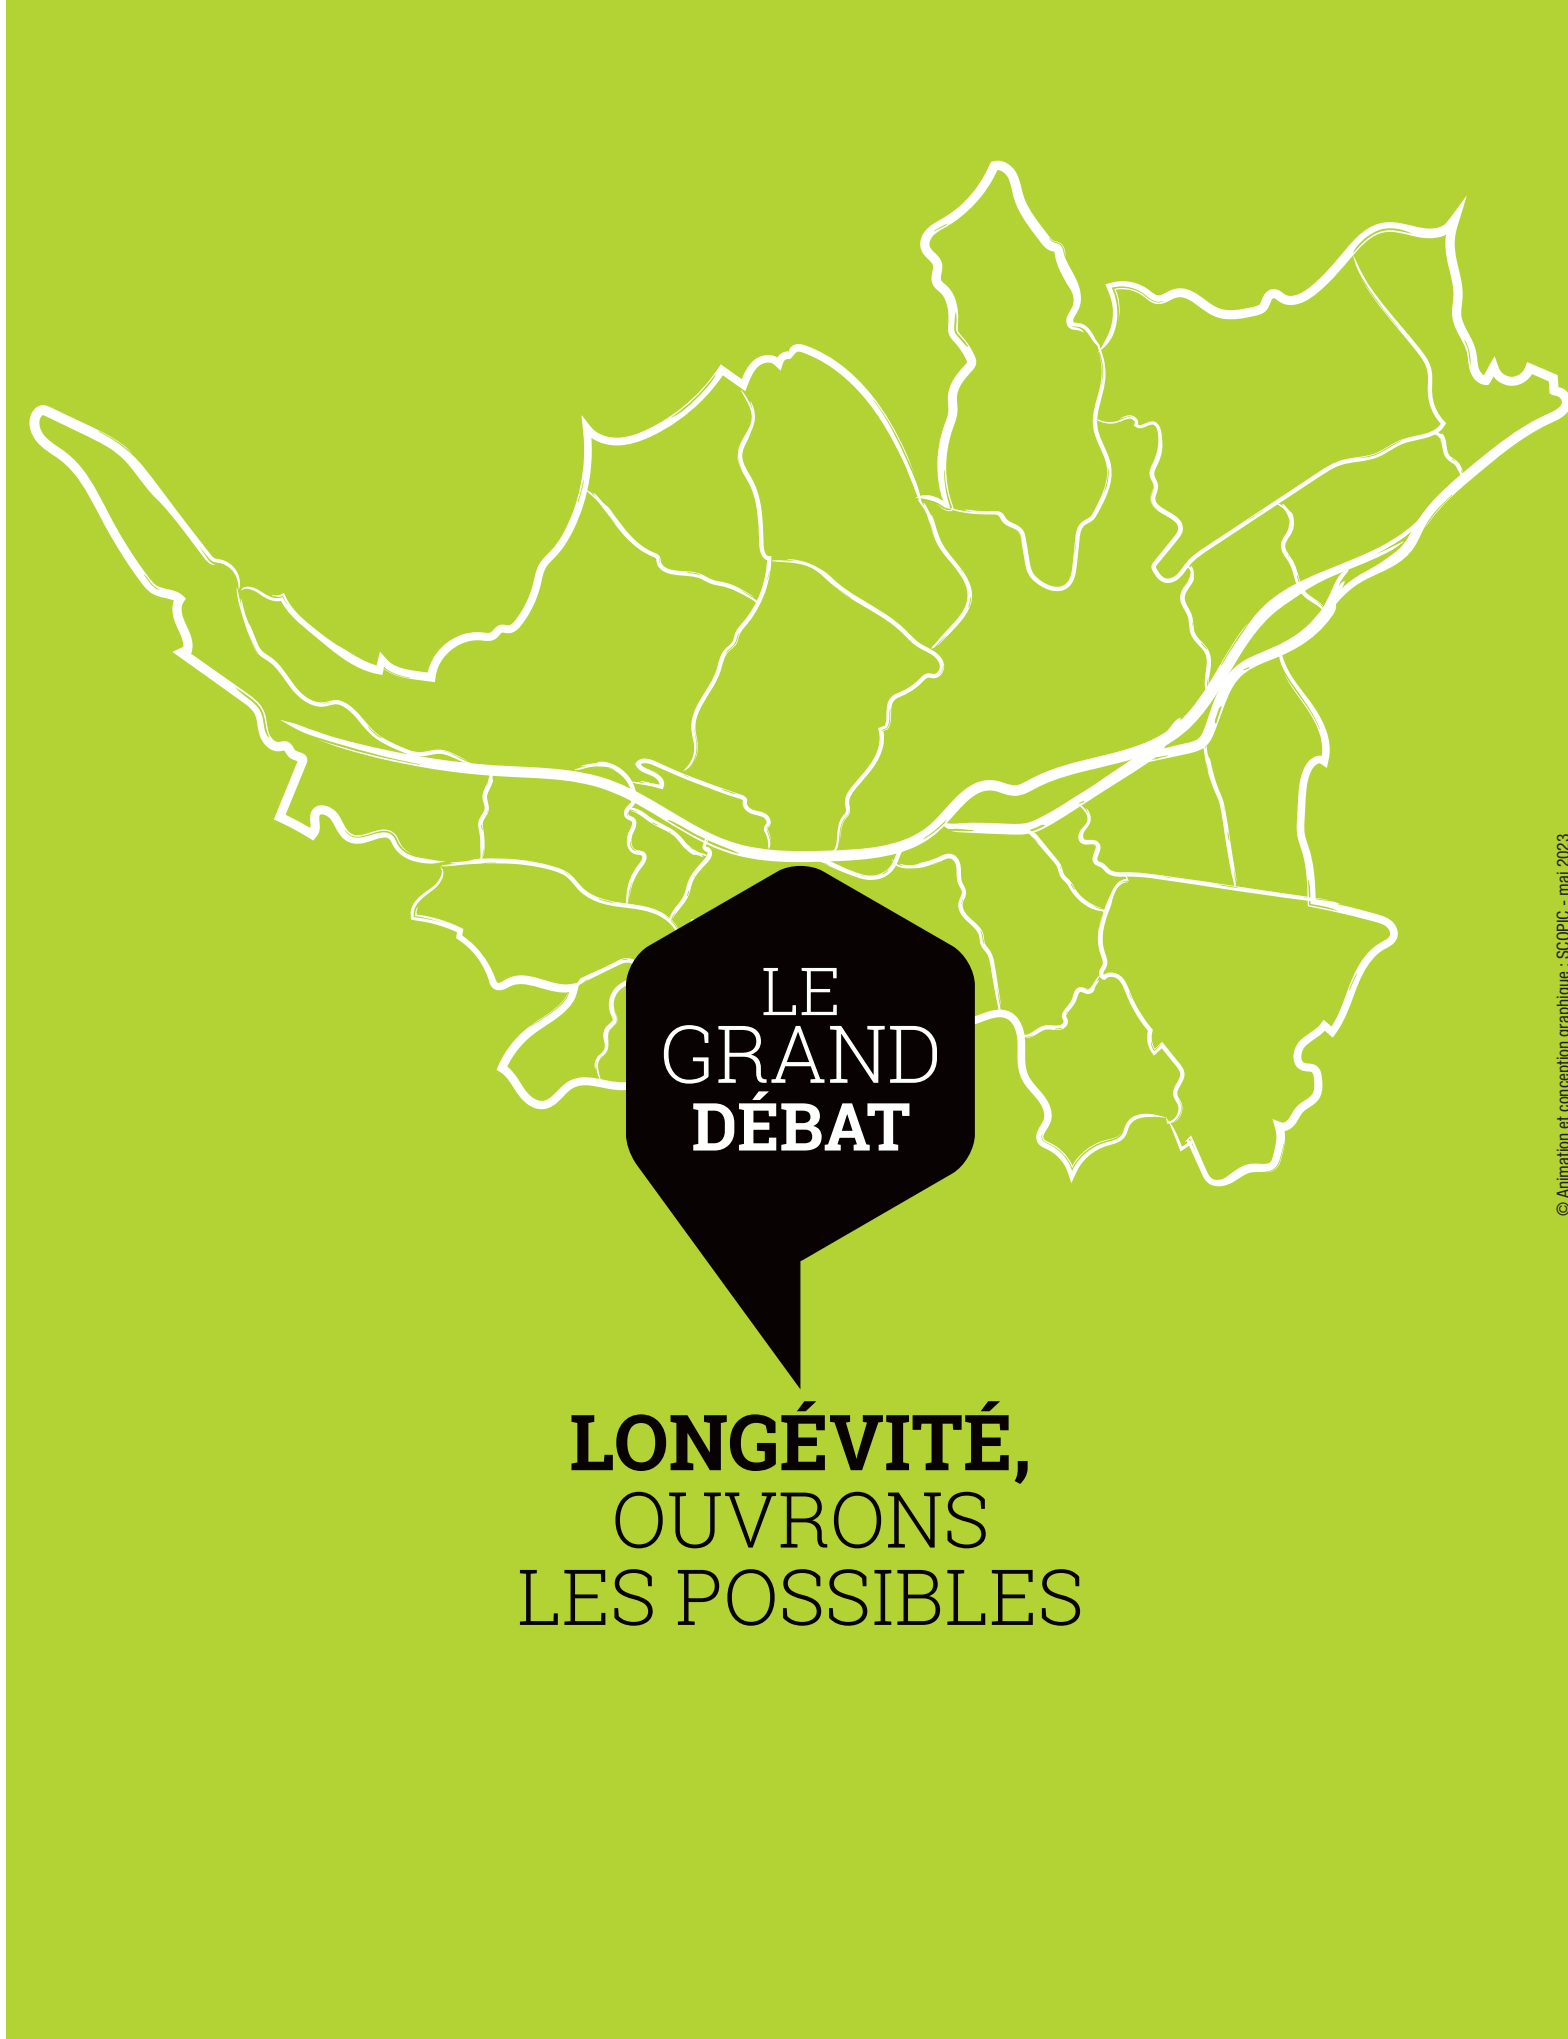 LE
GRAND
DÉBAT
LONGÉVITÉ,
OUVRONS
LES POSSIBLES
© Animation et conception graphique : SCOPIC - mai 2023